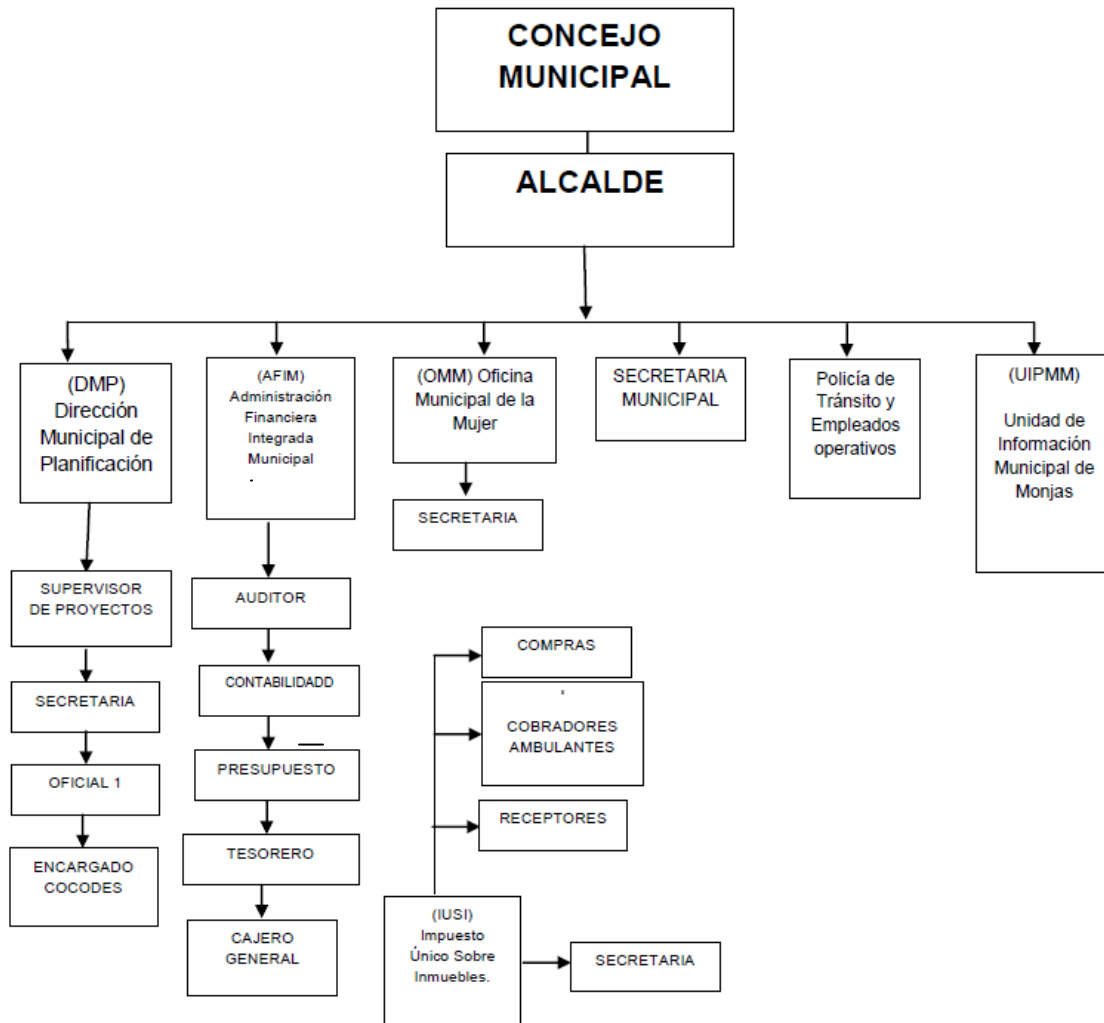 CONCEJO
MUNICIPAL
ALCALDE
(DMP)
Dirección
Municipal de
Planificación
(AFIM)
Administración
Financiera
Integrada
Municipal
.
(OMM) Oficina
Municipal de la
Mujer
SECRETARIA
MUNICIPAL
Policía de
Tránsito y
Empleados
operativos
(UIPMM)
Unidad de
Información
Municipal de
Monjas
SECRETARIA
SUPERVISOR
DE PROYECTOS
SECRETARIA
OFICIAL 1
ENCARGADO
COCODES
AUDITOR
CONTABILIDADD
PRESUPUESTO
TESORERO
CAJERO
GENERAL
COMPRAS
COBRADORES
AMBULANTES
RECEPTORES
(IUSI)
Impuesto
Único Sobre
Inmuebles.
SECRETARIA